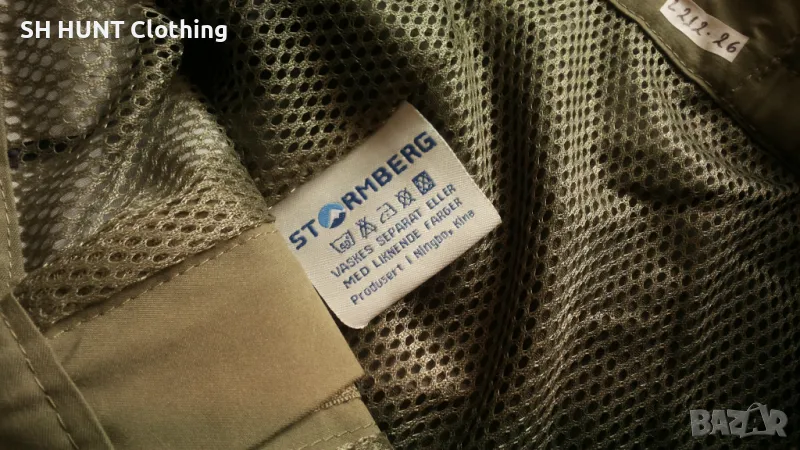 SH HUNT Clothing
L212-26
STORMBERG
VASKES SEPARAT ELLER
MED LIKNENDE FARGER
Produsert i Ningbo, Kina
BAZAR